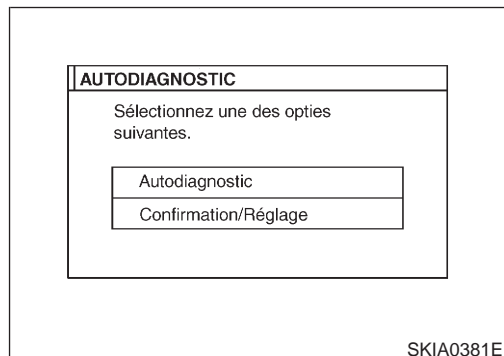 AUTODIAGNOSTIC
Sélectionnez une des opties
suivantes.
Autodiagnostic
Confirmation/Réglage
SKIA0381E